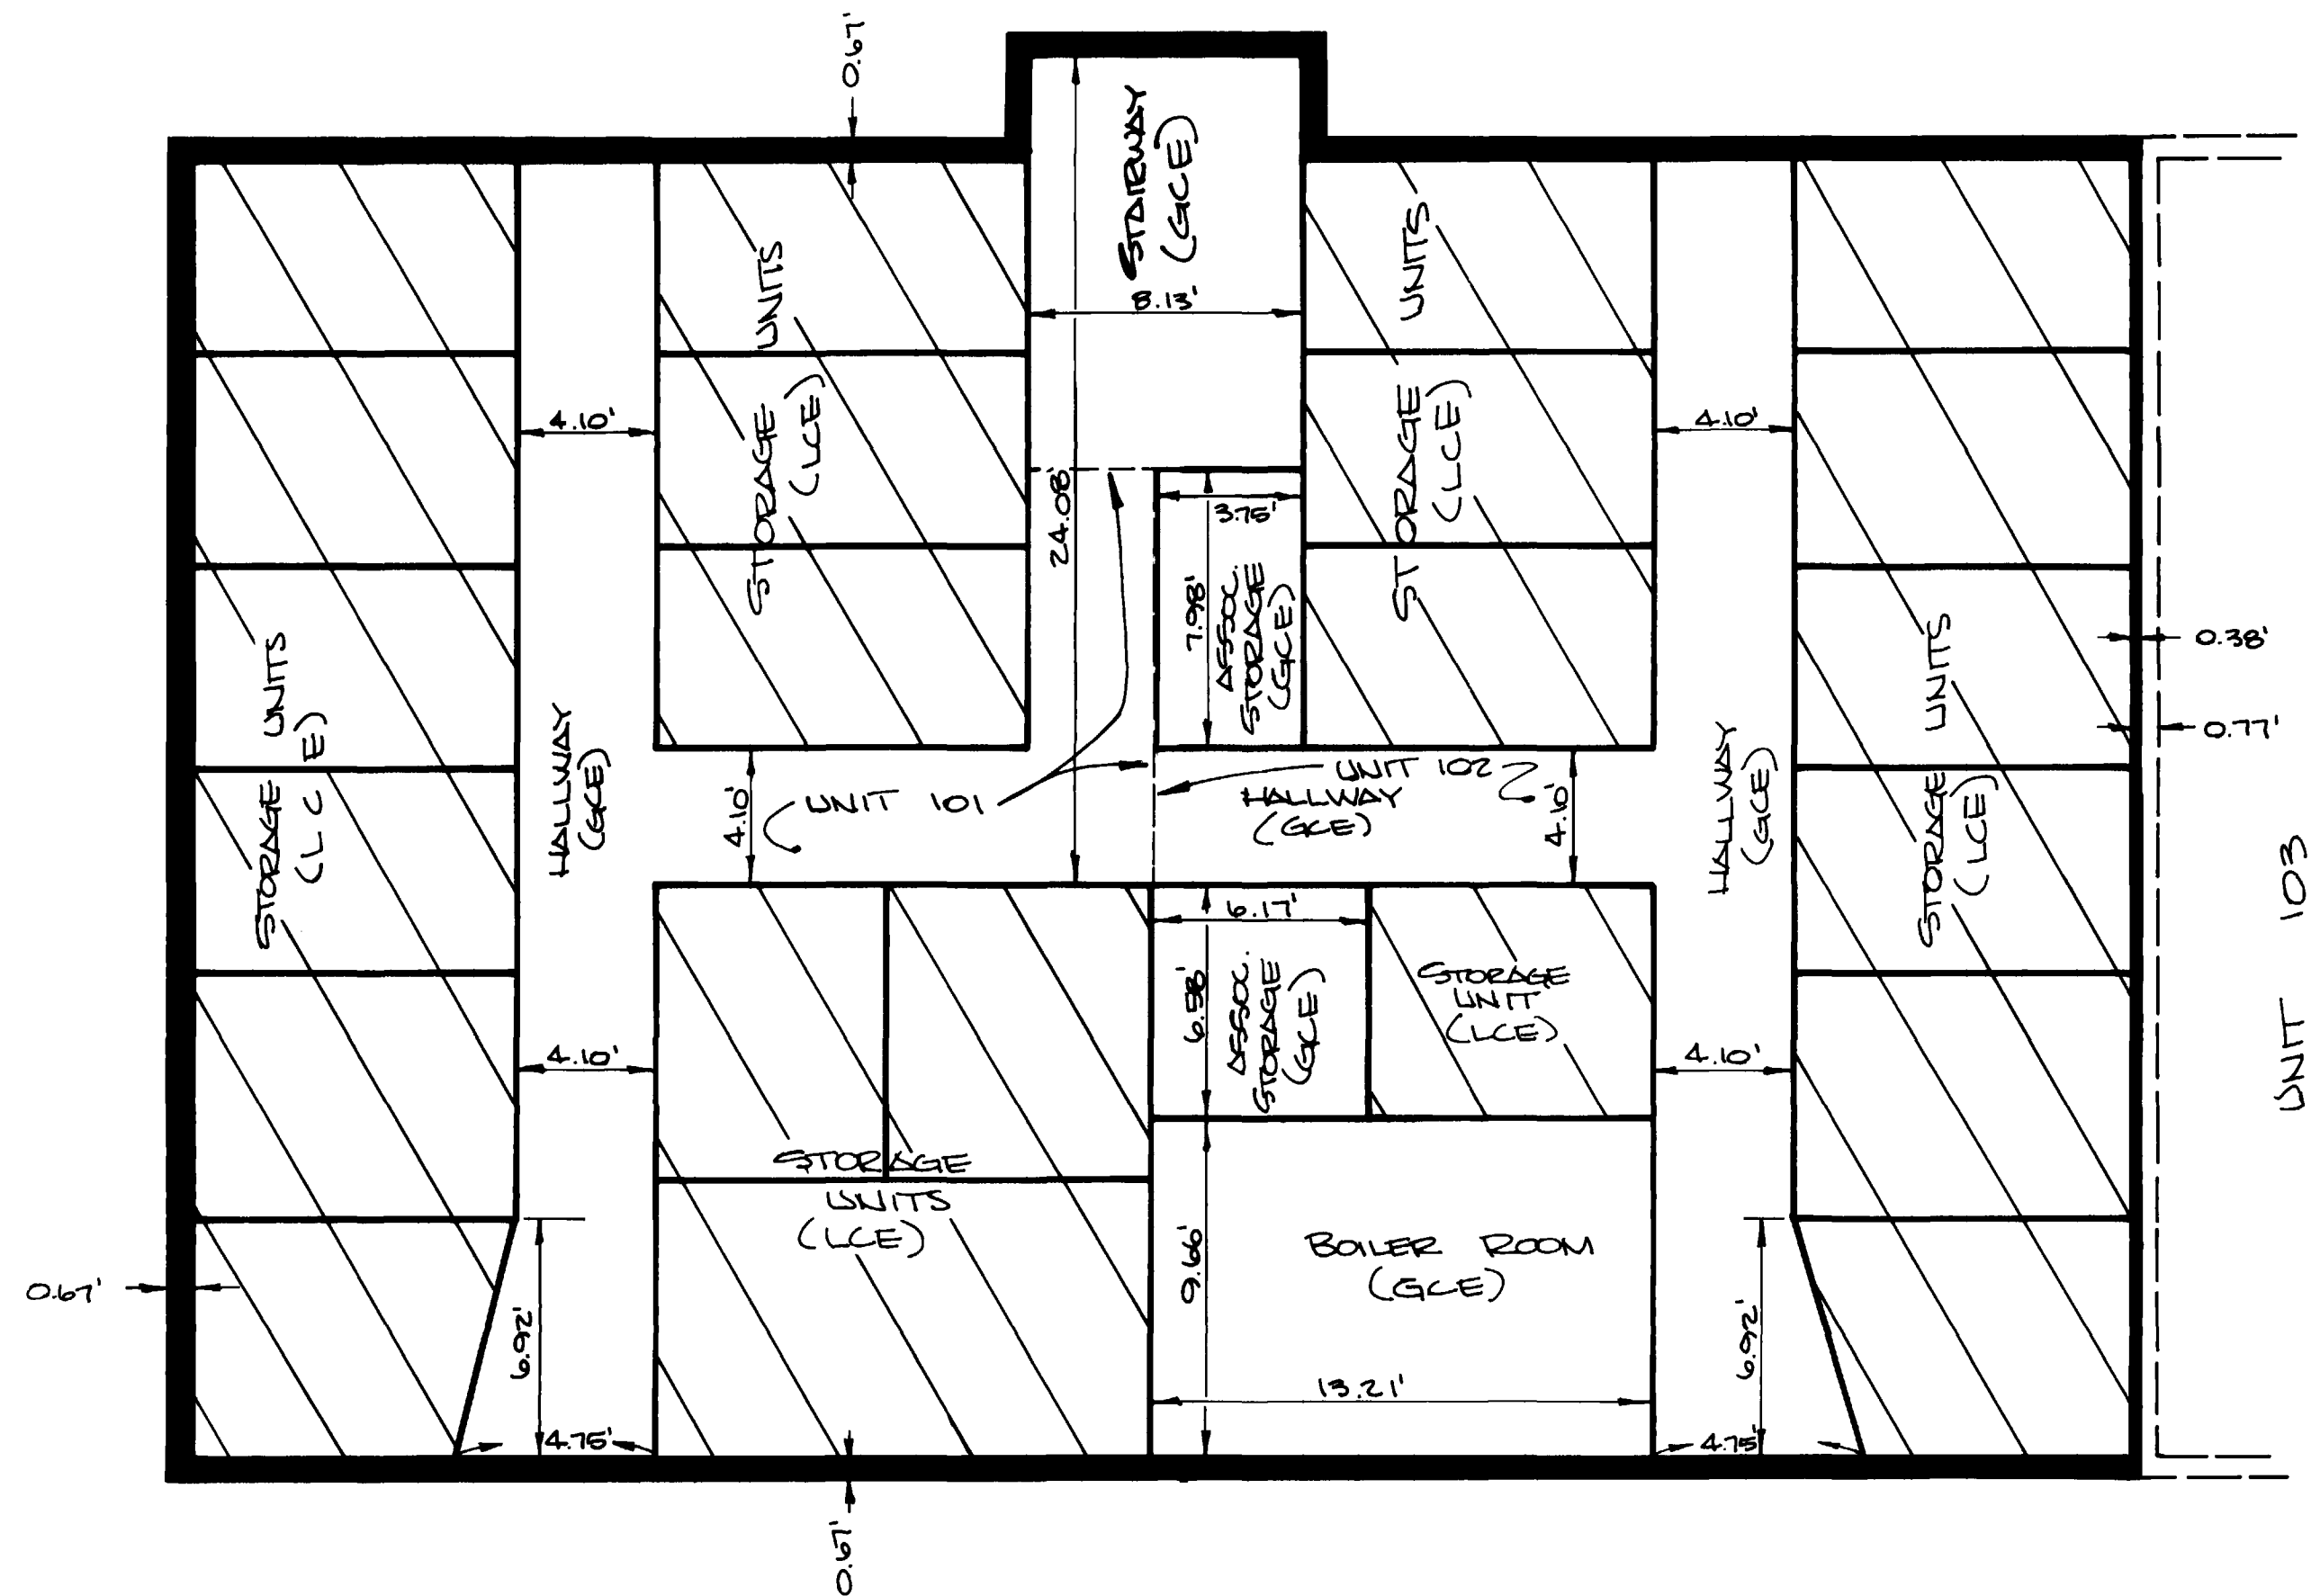 0.67'
STAIRWAY
(GCE)
8.13'
STORAGE UNITS
(LCE)
STORAGE UNITS
(LCE)
4.10'
4.10'
24.08'
3.75'
7.98'
ASSOC.
STORAGE
(GCE)
0.38'
0.77'
STORAGE UNITS
(LCE)
HALLWAY
(GCE)
4.10'
UNIT 101
UNIT 102
HALLWAY
(GCE)
4.10'
HALLWAY
(GCE)
STORAGE UNITS
(LCE)
UNIT 103
6.17'
6.58'
ASSOC.
STORAGE
(GCE)
STORAGE
UNIT
(LCE)
4.10'
4.10'
STORAGE
UNITS
(LCE)
BOILER ROOM
(GCE)
9.66'
0.67'
6.92'
6.92'
13.21'
4.75'
4.75'
0.67'